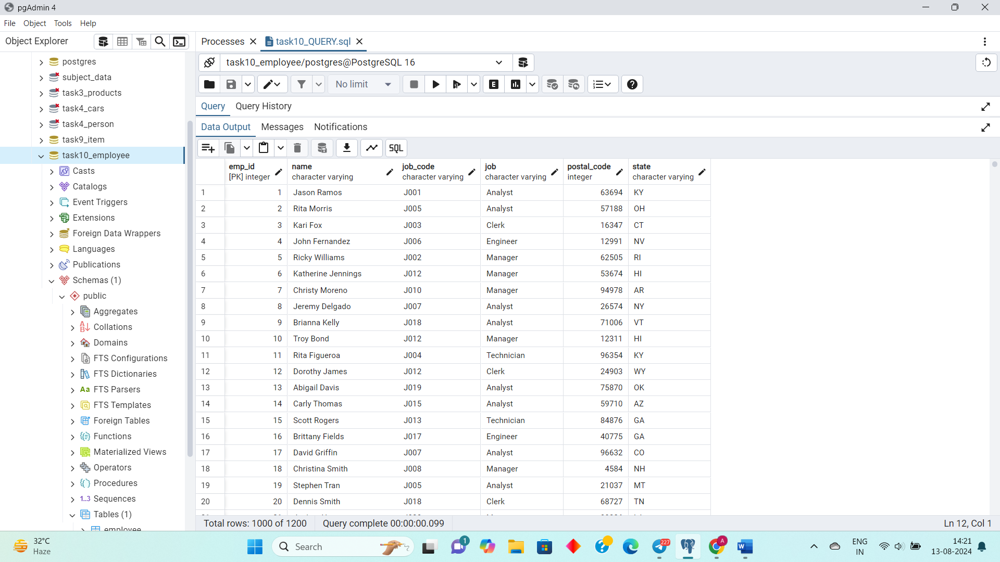 pgAdmin 4
File Object Tools Help
Object Explorer
Processes task10_QUERY.sql
task10_employee/postgres@PostgreSQL 16
No limit
E
Query Query History
Data Output Messages Notifications
SQL
postgres
subject_data
task3_products
task4_cars
task4_person
task9_item
task10_employee
Casts
Catalogs
Event Triggers
Extensions
Foreign Data Wrappers
Languages
Publications
Schemas (1)
public
Aggregates
Collations
Domains
FTS Configurations
FTS Dictionaries
Aa FTS Parsers
FTS Templates
Foreign Tables
Functions
Materialized Views
Operators
Procedures
1..3 Sequences
Tables (1)
employee
emp_id name job_code job postal_code state
[PK] integer character varying character varying character varying integer character varying
1 1 Jason Ramos J001 Analyst 63694 KY
2 2 Rita Morris J005 Analyst 57188 OH
3 3 Kari Fox J003 Clerk 16347 CT
4 4 John Fernandez J006 Engineer 12991 NV
5 5 Ricky Williams J002 Manager 62505 RI
6 6 Katherine Jennings J012 Manager 53674 HI
7 7 Christy Moreno J010 Manager 94978 AR
8 8 Jeremy Delgado J007 Analyst 26574 NY
9 9 Brianna Kelly J018 Analyst 71006 VT
10 10 Troy Bond J012 Manager 12311 HI
11 11 Rita Figueroa J004 Technician 96354 KY
12 12 Dorothy James J012 Clerk 24903 WY
13 13 Abigail Davis J019 Analyst 75870 OK
14 14 Carly Thomas J015 Analyst 59710 AZ
15 15 Scott Rogers J013 Technician 84876 GA
16 16 Brittany Fields J017 Engineer 40775 GA
17 17 David Griffin J007 Analyst 96632 CO
18 18 Christina Smith J008 Manager 4584 NH
19 19 Stephen Tran J005 Analyst 21037 MT
20 20 Dennis Smith J018 Clerk 68727 TN
Total rows: 1000 of 1200 Query complete 00:00:00.099 Ln 12, Col 1
32°C
Haze
Search
1
227
A
ENG
IN
14:21
13-08-2024